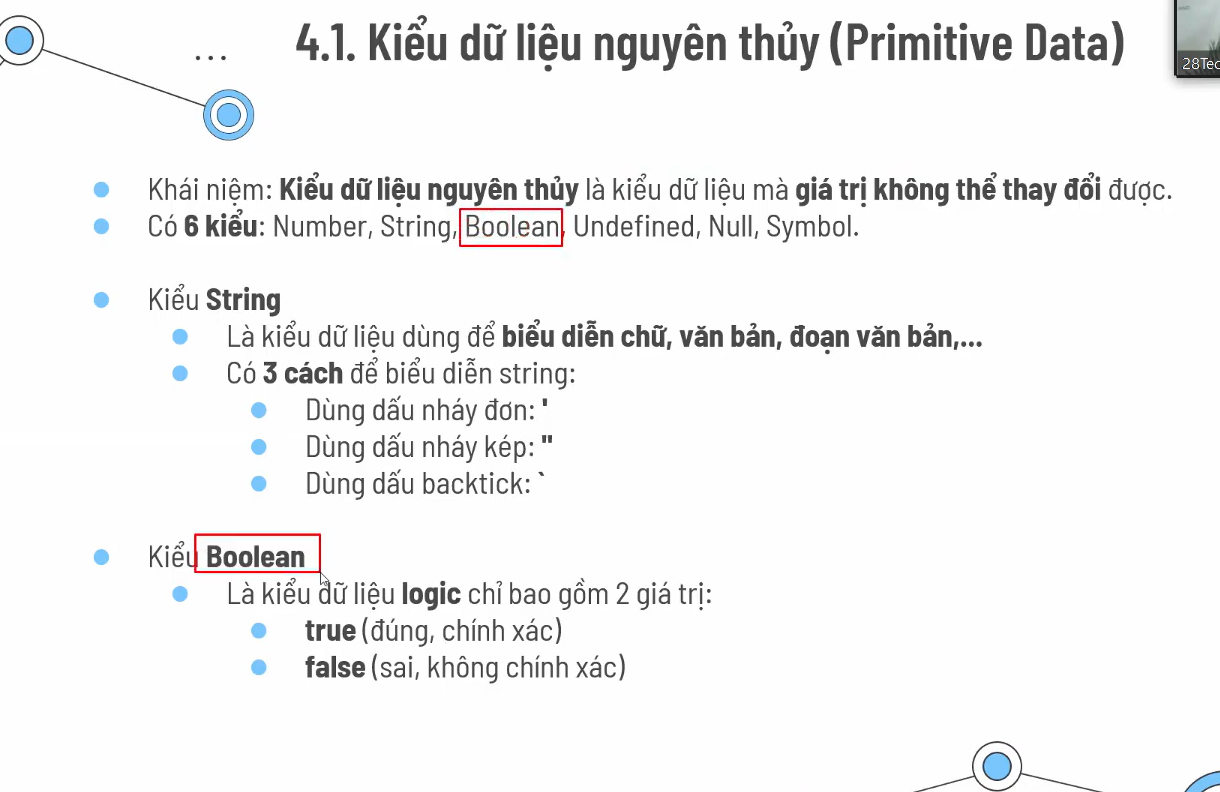 ...
4.1. Kiểu dữ liệu nguyên thủy (Primitive Data)
28Tec
Khái niệm: Kiểu dữ liệu nguyên thủy là kiểu dữ liệu mà giá trị không thể thay đổi được.
Có 6 kiểu: Number, String, Boolean, Undefined, Null, Symbol.
Kiểu String
Là kiểu dữ liệu dùng để biểu diễn chữ, văn bản, đoạn văn bản,...
Có 3 cách để biểu diễn string:
Dùng dấu nháy đơn: '
Dùng dấu nháy kép: "
Dùng dấu backtick: `
Kiểu Boolean
Là kiểu dữ liệu logic chỉ bao gồm 2 giá trị:
true (đúng, chính xác)
false (sai, không chính xác)